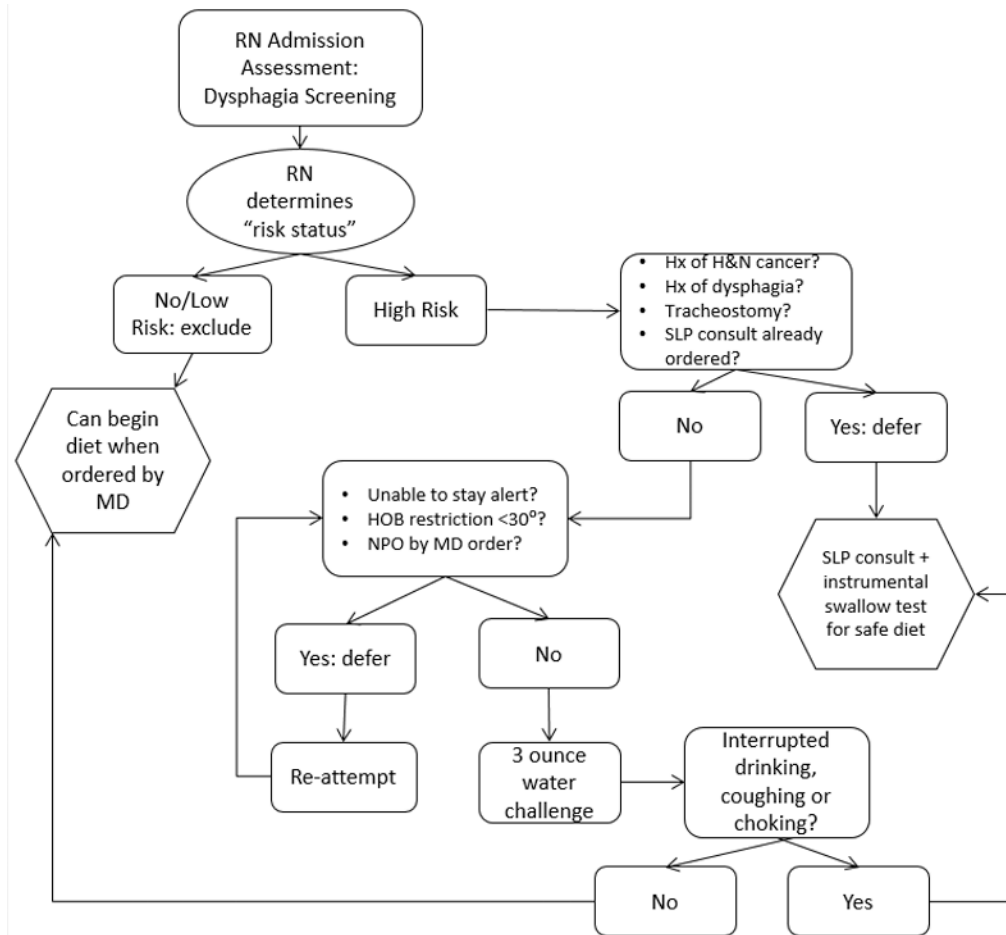 RN Admission
Assessment:
Dysphagia Screening
RN
determines
“risk status”
No/Low
Risk: exclude
High Risk
• Hx of H&N cancer?
• Hx of dysphagia?
• Tracheostomy?
• SLP consult already
ordered?
Can begin
diet when
ordered by
MD
No
Yes: defer
• Unable to stay alert?
• HOB restriction <30⁰?
• NPO by MD order?
SLP consult +
instrumental
swallow test
for safe diet
Yes: defer
No
Re-attempt
3 ounce
water
challenge
Interrupted
drinking,
coughing or
choking?
No
Yes